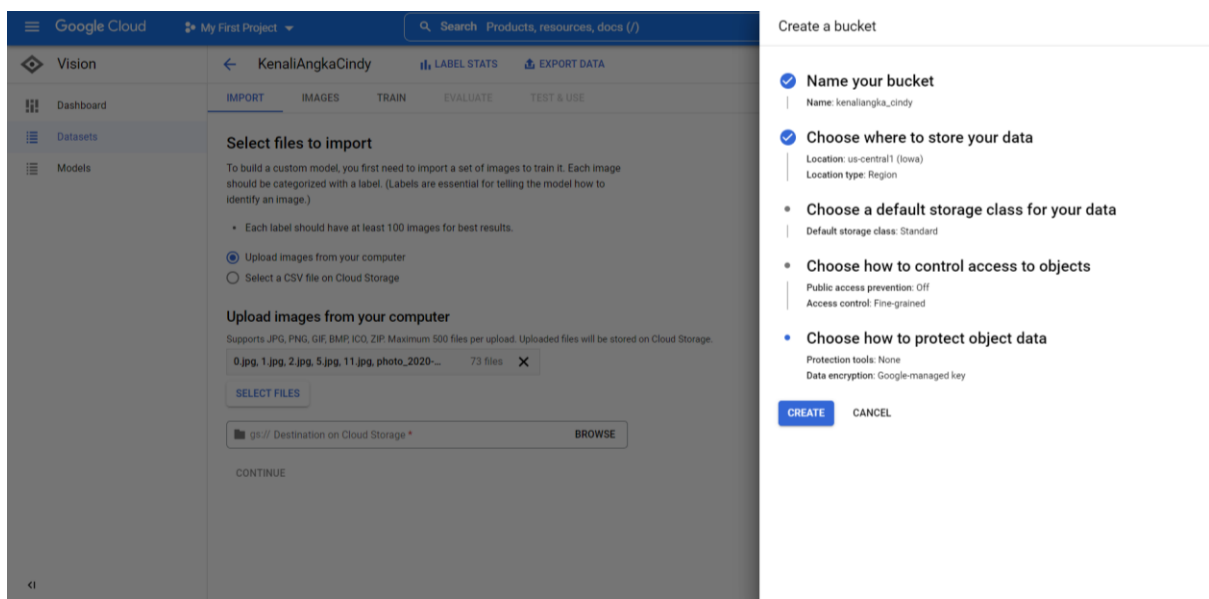 Google Cloud
My First Project
Search Products, resources, docs (/)
Vision
Dashboard
Datasets
Models
KenaliAngkaCindy
LABEL STATS
EXPORT DATA
IMPORT
IMAGES
TRAIN
EVALUATE
TEST & USE
Select files to import
To build a custom model, you first need to import a set of images to train it. Each image
should be categorized with a label. (Labels are essential for telling the model how to
identify an image.)
• Each label should have at least 100 images for best results.
Upload images from your computer
Select a CSV file on Cloud Storage
Upload images from your computer
Supports JPG, PNG, GIF, BMP, ICO, ZIP. Maximum 500 files per upload. Uploaded files will be stored on Cloud Storage.
0.jpg, 1.jpg, 2.jpg, 5.jpg, 11.jpg, photo_2020-... 73 files
SELECT FILES
gs:// Destination on Cloud Storage * BROWSE
CONTINUE
Create a bucket
Name your bucket
Name: kenaliangka_cindy
Choose where to store your data
Location: us-central1 (Iowa)
Location type: Region
Choose a default storage class for your data
Default storage class: Standard
Choose how to control access to objects
Public access prevention: Off
Access control: Fine-grained
Choose how to protect object data
Protection tools: None
Data encryption: Google-managed key
CREATE CANCEL